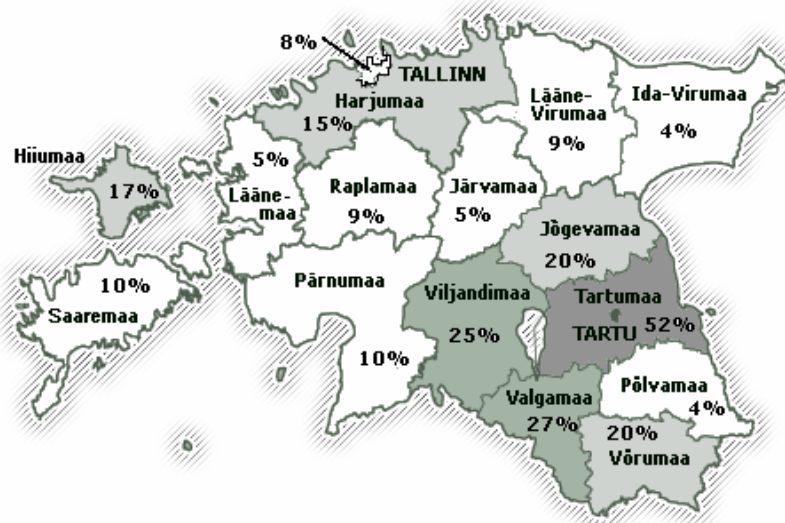 8%
TALLINN
Harjumaa
15%
Lääne-
Virumaa
9%
Ida-Virumaa
4%
Hiiumaa
17%
5%
Lääne-
maa
Raplamaa
9%
Järvamaa
5%
Jõgevamaa
20%
10%
Saaremaa
Pärnumaa
10%
Viljandimaa
25%
Tartumaa
TARTU 52%
Valgamaa
27%
Põlvamaa
4%
20%
Võrumaa